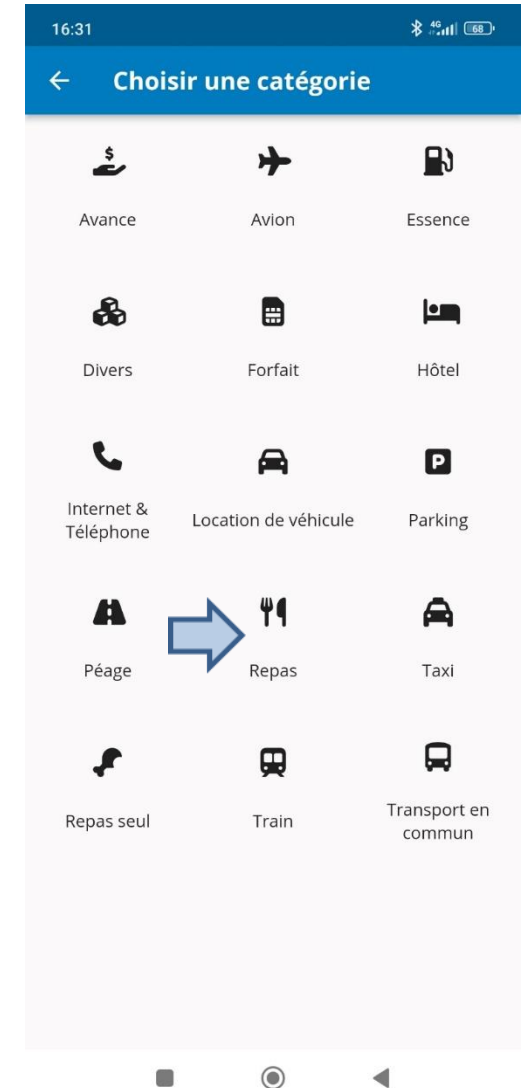 16:31
4G
68
Choisir une catégorie
$
Avance
Avion
Essence
Divers
Forfait
Hôtel
Internet &
Téléphone
Location de véhicule
P
Parking
Péage
Repas
Taxi
Repas seul
Train
Transport en
commun